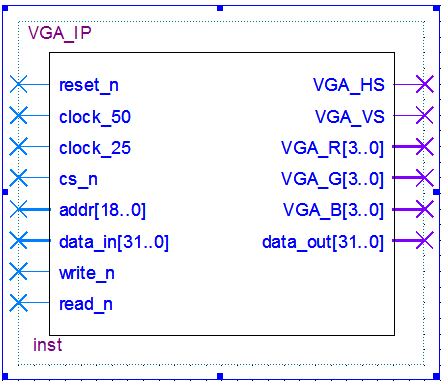 VGA_IP
reset_n VGA_HS
clock_50 VGA_VS
clock_25 VGA_R[3..0]
cs_n VGA_G[3..0]
addr[18..0] VGA_B[3..0]
data_in[31..0] data_out[31..0]
write_n
read_n
inst